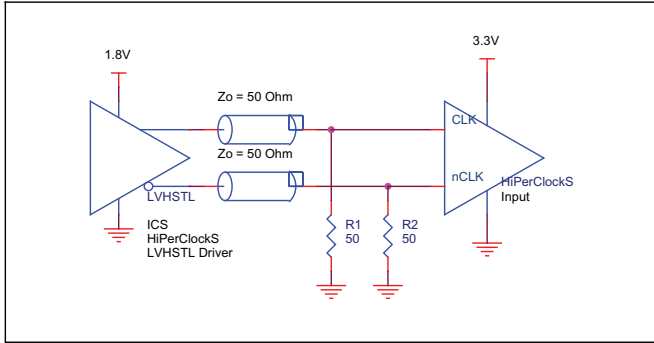 1.8V
3.3V
Zo = 50 Ohm
CLK
Zo = 50 Ohm
nCLK
HiPerClockS
Input
LVHSTL
ICS
HiPerClockS
LVHSTL Driver
R1
50
R2
50